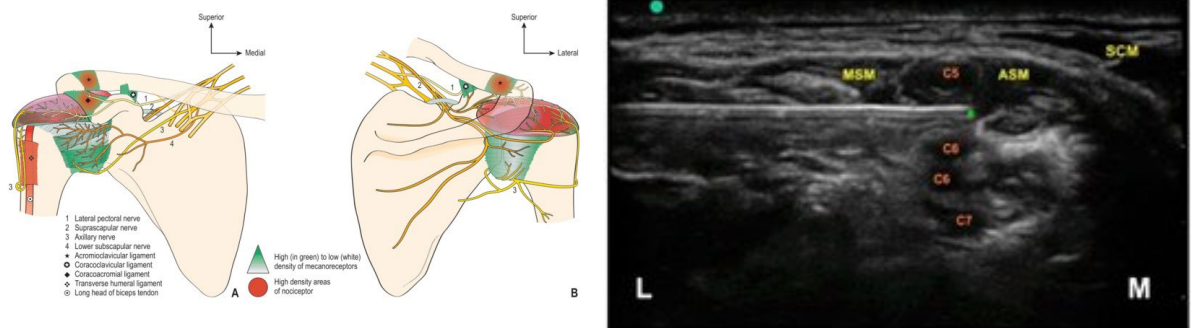 Superior
Medial
Superior
Lateral
1
2
3
4
3
1
2
3
1 Lateral pectoral nerve
2 Suprascapular nerve
3 Axillary nerve
4 Lower subscapular nerve
★ Acromioclavicular ligament
✪ Coracoclavicular ligament
◆ Coracoacromial ligament
✣ Transverse humeral ligament
⊙ Long head of biceps tendon
A
High (in green) to low (white)
density of mecanoreceptors
High density areas
of nociceptor
B
SCM
MSM
C5
ASM
C6
C6
C7
L
M